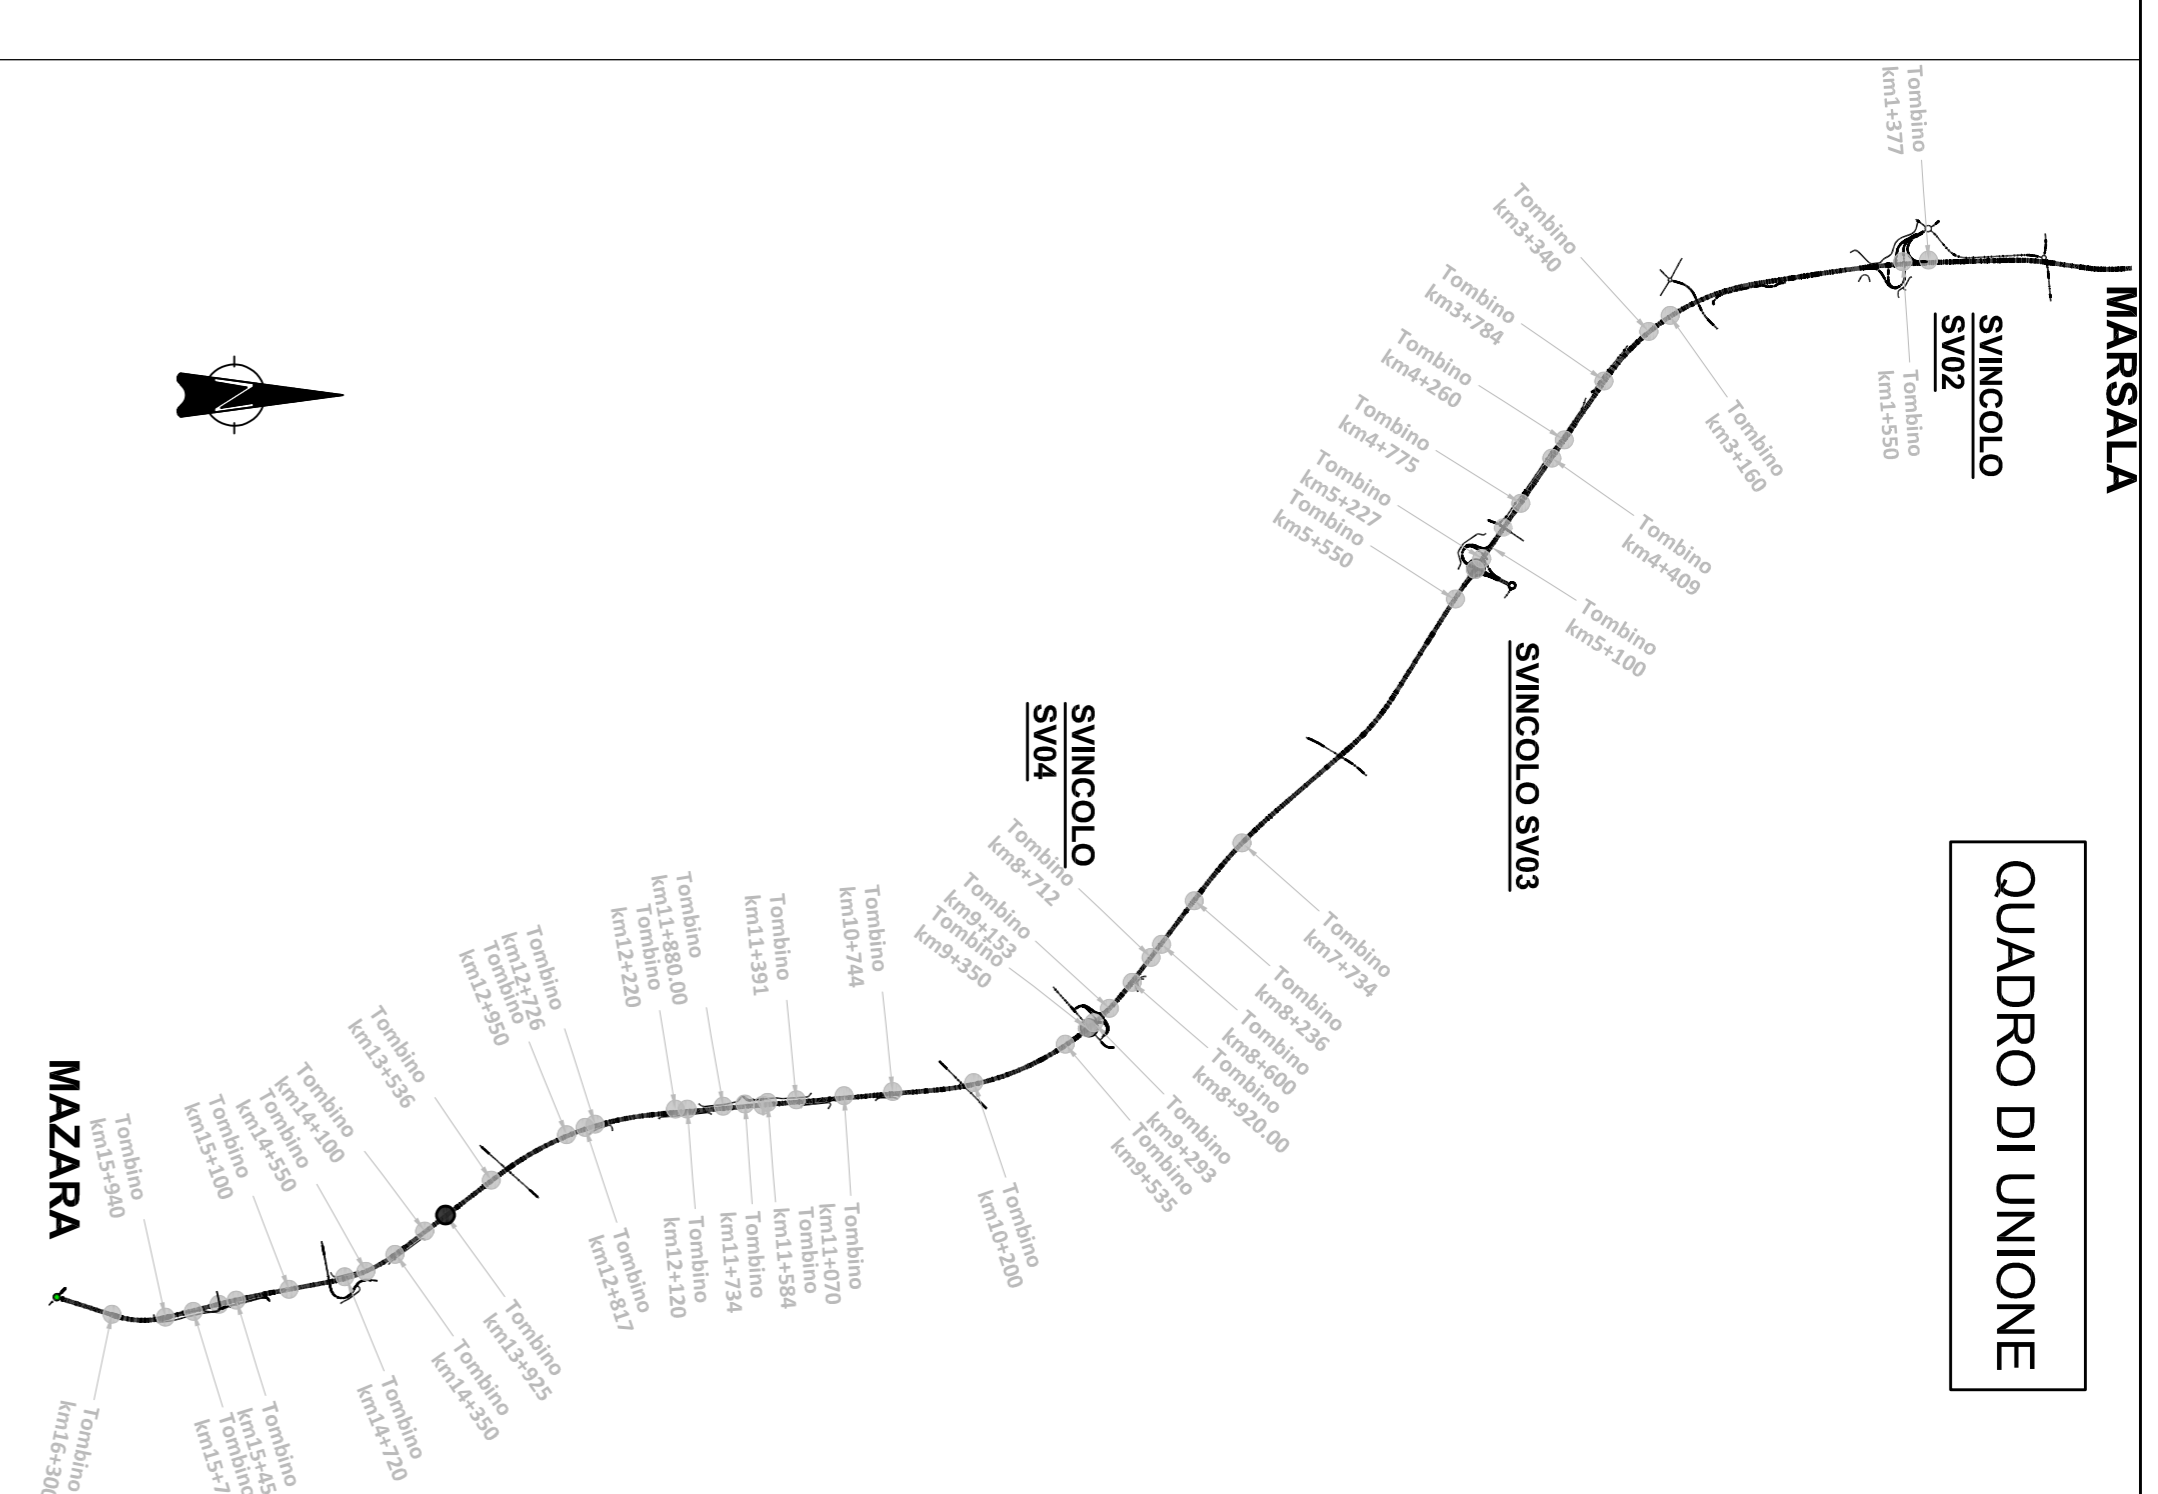 MARSALA
Tombino
km1+377
SVINCOLO
SV02
Tombino
km1+550
Tombino
km3+340
Tombino
km3+160
Tombino
km3+784
Tombino
km4+260
Tombino
km4+409
Tombino
km4+775
Tombino
km5+100
Tombino
km5+227
Tombino
km5+550
SVINCOLO SV03
QUADRO DI UNIONE
SVINCOLO
SV04
Tombino
km7+734
Tombino
km8+236
Tombino
km8+600
Tombino
km8+712
Tombino
km8+920.00
Tombino
km9+153
Tombino
km9+293
Tombino
km9+350
Tombino
km9+535
Tombino
km10+200
Tombino
km10+744
Tombino
km11+070
Tombino
km11+391
Tombino
km11+584
Tombino
km11+734
Tombino
km11+880.00
Tombino
km12+120
Tombino
km12+220
Tombino
km12+726
Tombino
km12+817
Tombino
km12+950
Tombino
km13+536
Tombino
km13+925
Tombino
km14+100
Tombino
km14+350
Tombino
km14+550
Tombino
km14+720
Tombino
km15+100
Tombino
km15+45
Tombino
km15+7
Tombino
km15+940
Tombino
MAZARA
N